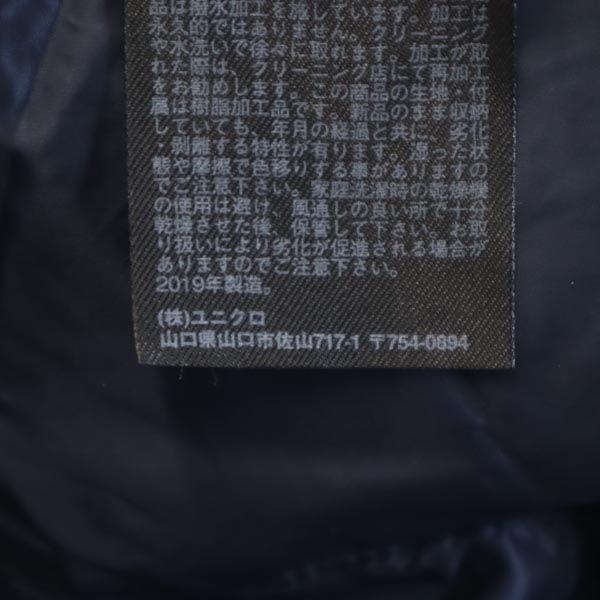 品は撥水加工を施しています。加工は
永久的ではありません。クリーニング
や水洗いで徐々に取れます。加工が取
れた際は、クリーニング店にて再加工
をお勧めします。この商品の生地・付
属は樹脂加工品です。新品のまま収納
していても、年月の経過と共に、劣化
・剥離する特性が有ります。湿った状
態や摩擦で色移りする事があります
でご注意下さい。家庭洗濯時の乾燥機
の使用は避け、風通しの良い所で十分
乾燥させた後、保管して下さい。お取
り扱いにより劣化が促進される場合が
ありますのでご注意下さい。
2019年製造。
(株)ユニクロ
山口県山口市佐山717-1 〒754-0894